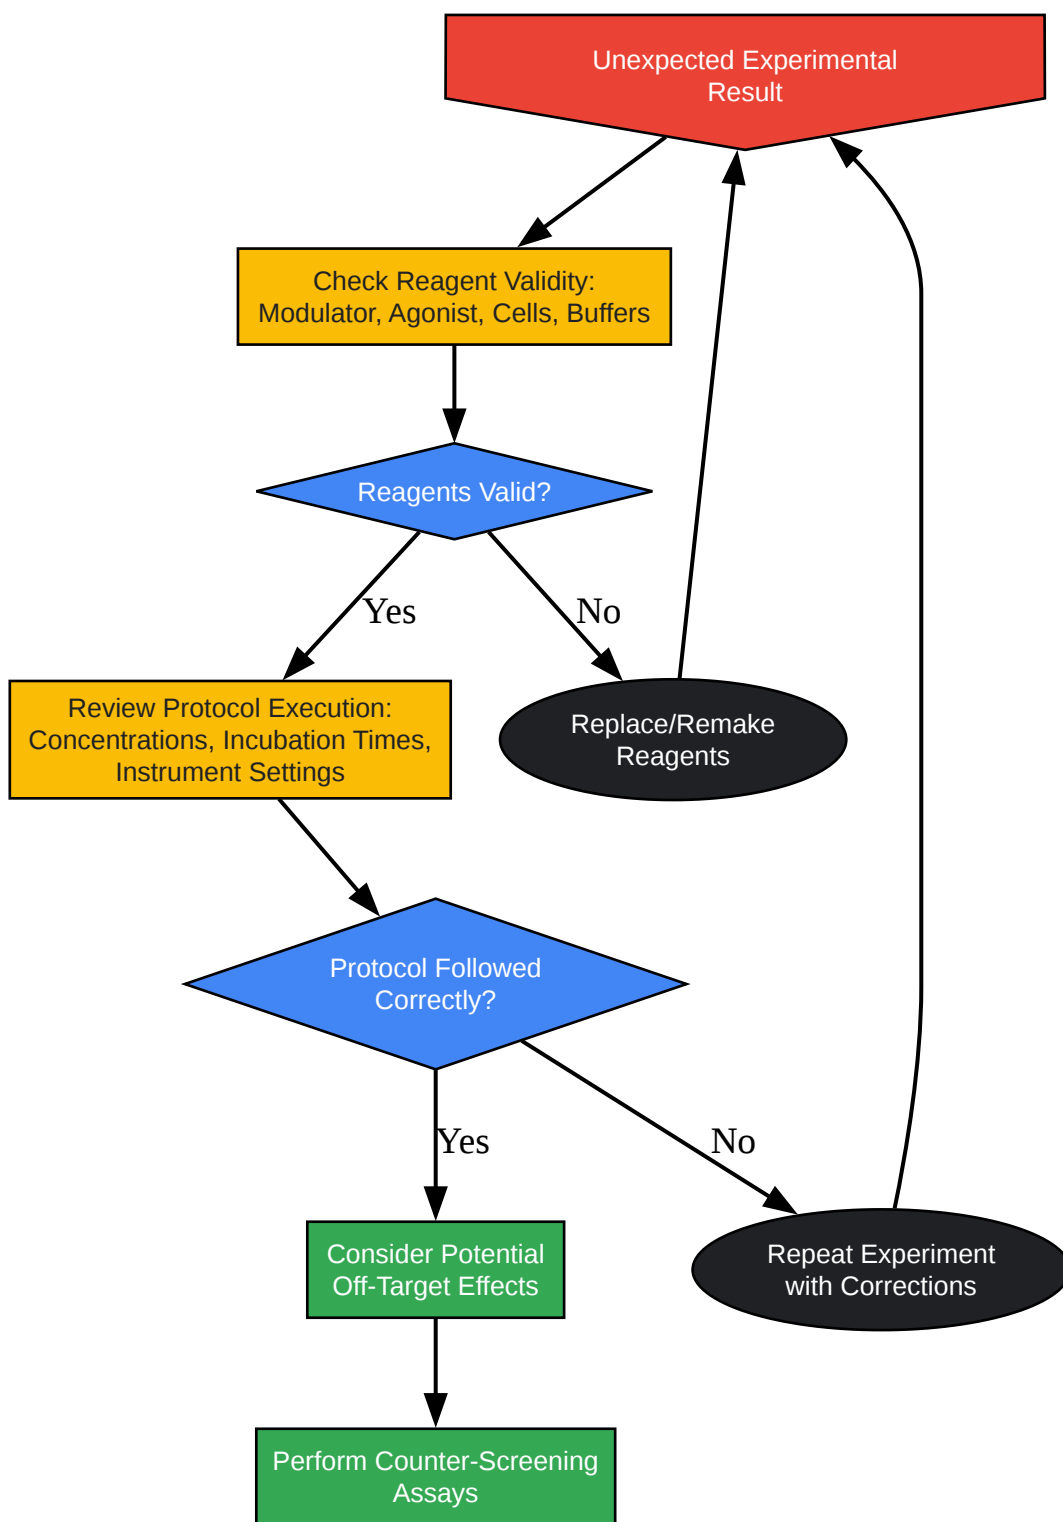 Unexpected Experimental
Result
Check Reagent Validity:
Modulator, Agonist, Cells, Buffers
Reagents Valid?
Yes
No
Review Protocol Execution:
Concentrations, Incubation Times,
Instrument Settings
Replace/Remake
Reagents
Protocol Followed
Correctly?
Yes
No
Consider Potential
Off-Target Effects
Repeat Experiment
with Corrections
Perform Counter-Screening
Assays